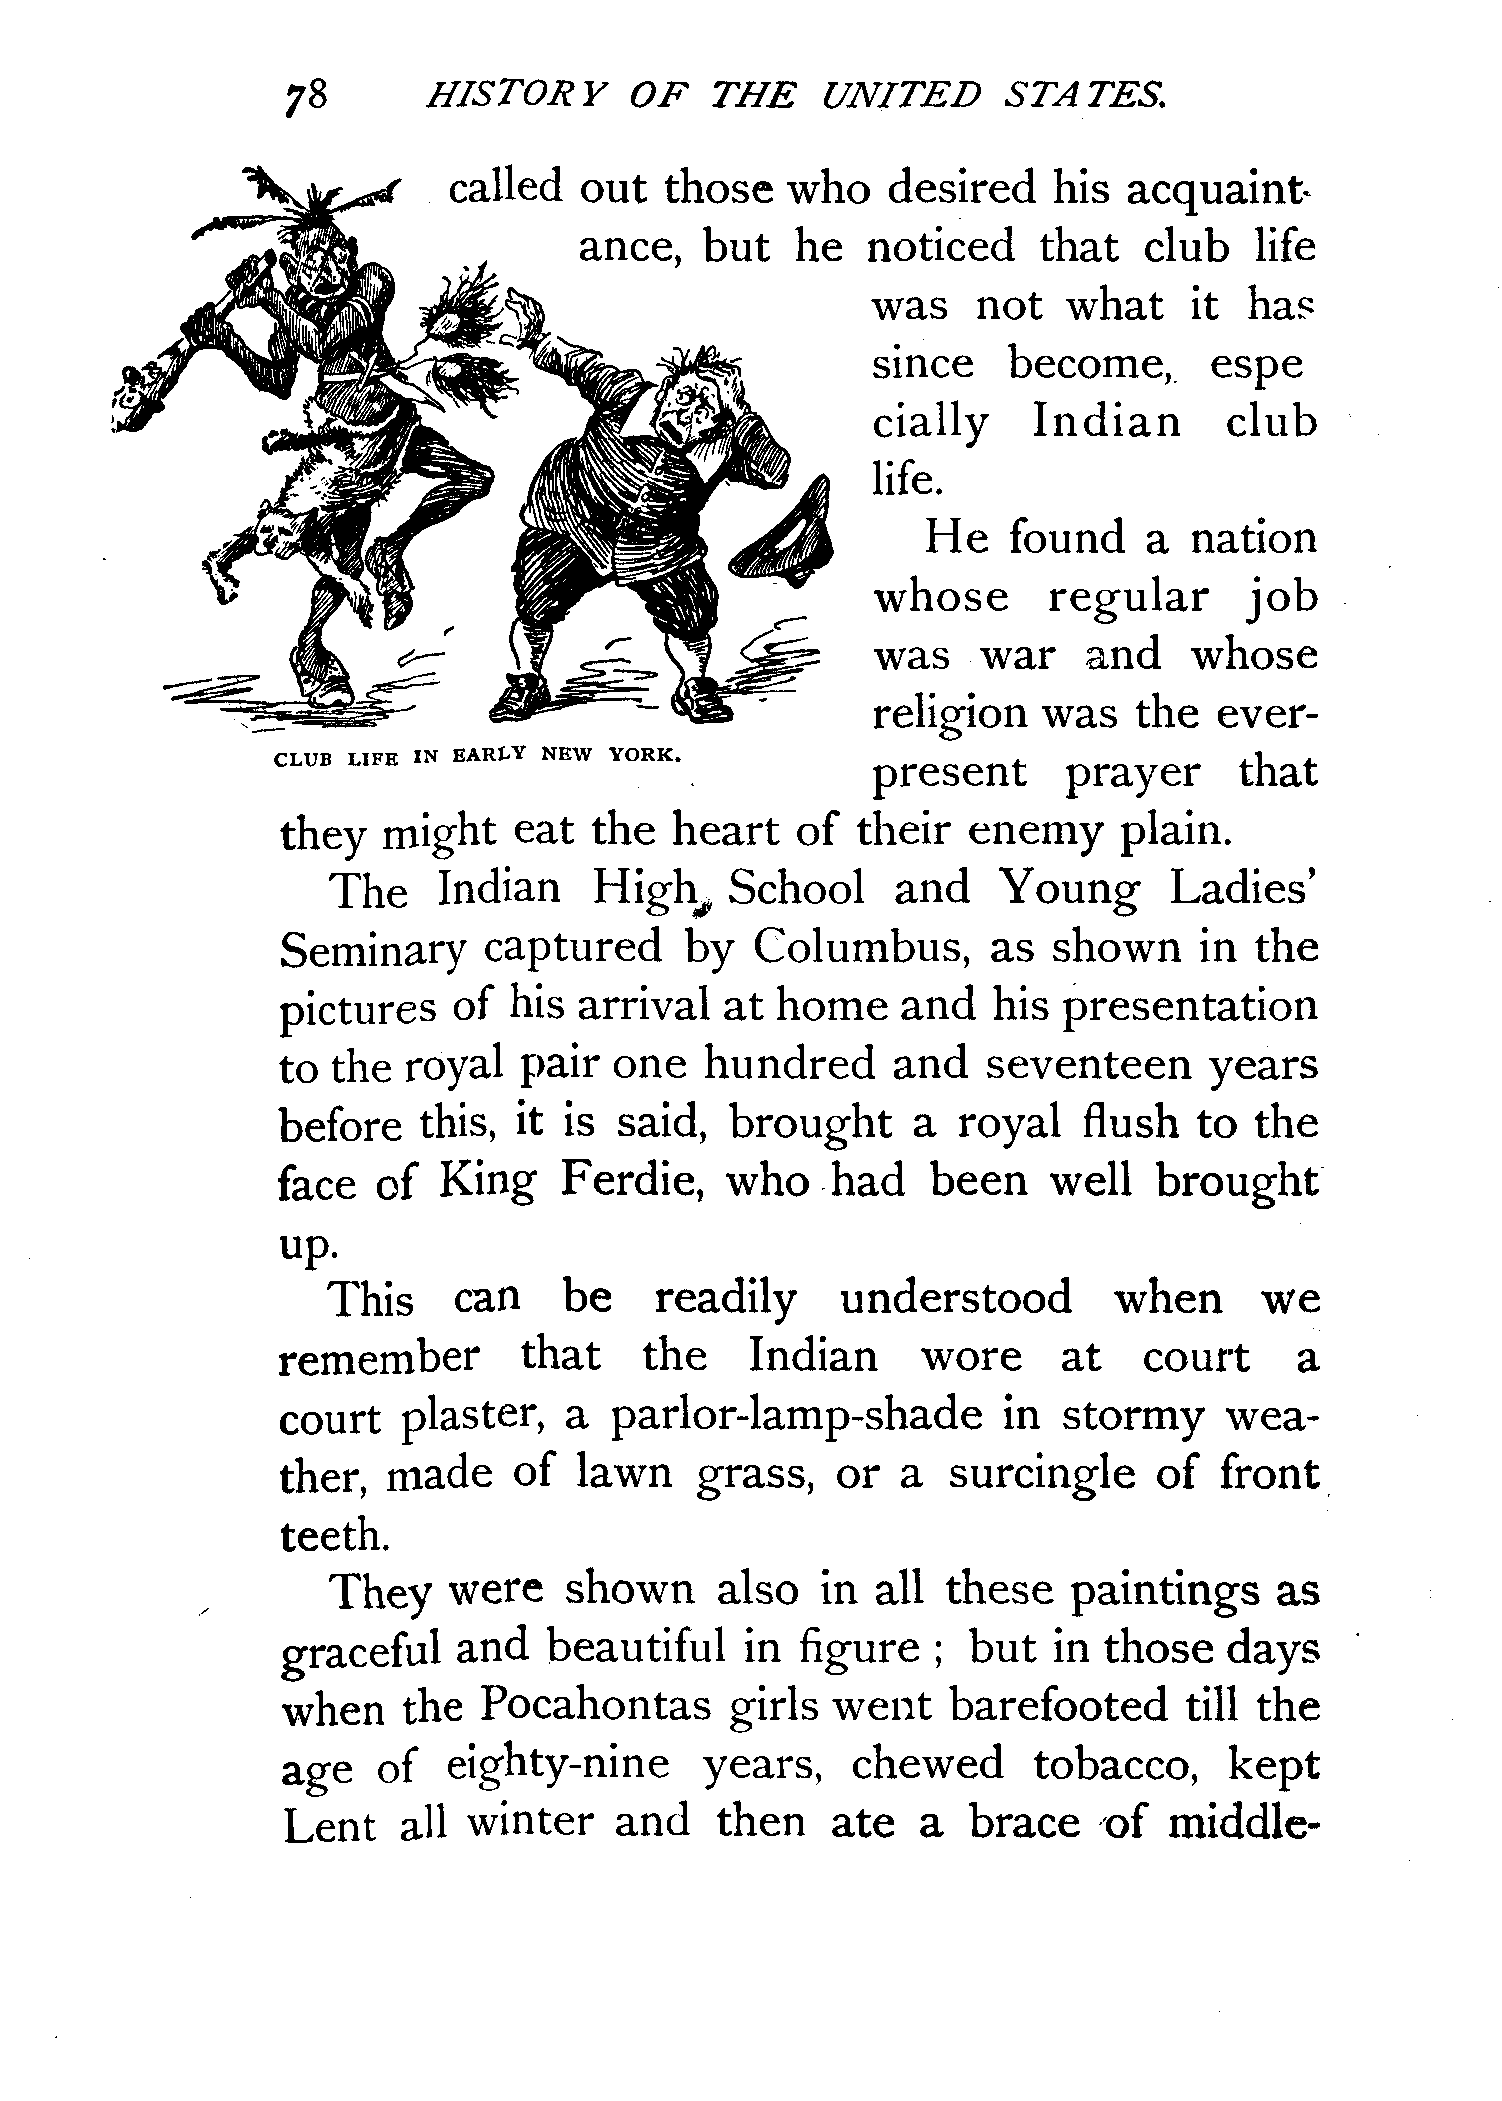 78 HISTORY OF THE UNITED STATES.
called out those who desired his acquaint-
ance, but he noticed that club life
was not what it has
since become, espe
cially Indian club
life.
He found a nation
whose regular job
was war and whose
religion was the ever-
present prayer that
CLUB LIFE IN EARLY NEW YORK.
they might eat the heart of their enemy plain.
The Indian High School and Young Ladies'
Seminary captured by Columbus, as shown in the
pictures of his arrival at home and his presentation
to the royal pair one hundred and seventeen years
before this, it is said, brought a royal flush to the
face of King Ferdie, who had been well brought
up.
This can be readily understood when we
remember that the Indian wore at court a
court plaster, a parlor-lamp-shade in stormy wea-
ther, made of lawn grass, or a surcingle of front
teeth.
They were shown also in all these paintings as
graceful and beautiful in figure ; but in those days
when the Pocahontas girls went barefooted till the
age of eighty-nine years, chewed tobacco, kept
Lent all winter and then ate a brace of middle-